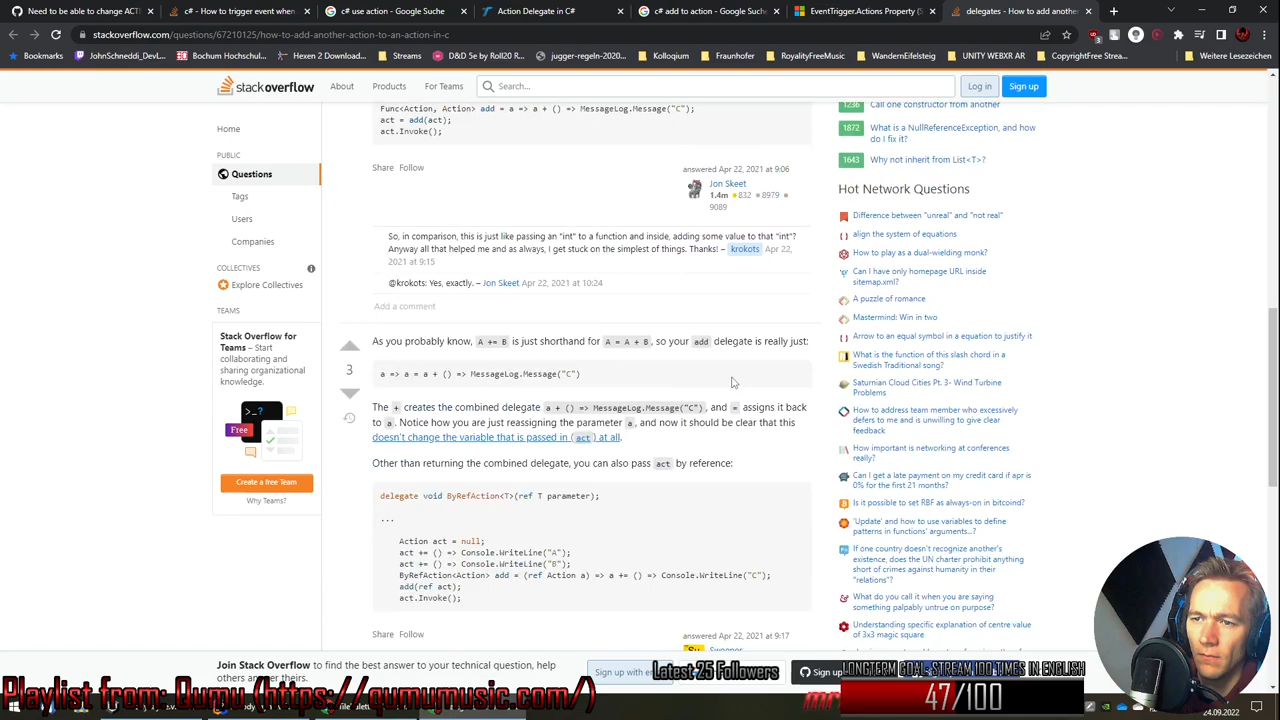 c# - Ho
c# use fu
Action Delegate in C#
c# add action to - Google Such
EventTrigger.Actions Property (
delegates - How to add anothe
stackoverflow.com/questions/67210125/how-to-add-another-action-to-an-action-in-c
Bookmarks
JohnSchneidi_DevL...
Hexen 2 Download...
Streams
D&D 5e by Roll20 R...
jugger-regeln-2020...
Kolloqium
Fraunhofer
RoyalityFreeMusic
WandernEifelsteig
UNITY WEBXR AR
CopyrightFree Strea...
Weitere Lesezeichen
stackoverflow
About
Products
For Teams
Search...
Log in
Sign up
Home
PUBLIC
Questions
Tags
Users
Companies
COLLECTIVES
Explore Collectives
TEAMS
Stack Overflow for
Teams – Start
collaborating and
sharing organizational
knowledge.
Free
Create a free Team
Why Teams?
Func<Action, Action> add = a => a + () => MessageLog.Message("C");
act = add(act);
act.Invoke();
Share Follow
answered Apr 22, 2021 at 9:06
Jon Skeet
1.4m 832 8979
9089
So, in comparison, this is just like passing an "int" to a function and inside, adding some value to that "int"?
Anyway all that helped me and as always, I get stuck on the simplest of things. Thanks! – krokots Apr 22,
2021 at 9:15
@krokots: Yes, exactly. – Jon Skeet Apr 22, 2021 at 10:24
Add a comment
3
As you probably know, A += B is just shorthand for A = A + B, so your add delegate is really just:
a => a = a + () => MessageLog.Message("C")
The + creates the combined delegate a + () => MessageLog.Message("C"), and = assigns it back
to a. Notice how you are just reassigning the parameter a, and now it should be clear that this
doesn't change the variable that is passed in (act) at all.
Other than returning the combined delegate, you can also pass act by reference:
delegate void ByRefAction<T>(ref T parameter);
...
Action act = null;
act += () => Console.WriteLine("A");
act += () => Console.WriteLine("B");
ByRefAction<Action> add = (ref Action a) => a += () => Console.WriteLine("C");
add(ref act);
act.Invoke();
Share Follow
answered Apr 22, 2021 at 9:17
Sweeper
1236 Call one constructor from another
1872 What is a NullReferenceException, and how
do I fix it?
1643 Why not inherit from List<T>?
Hot Network Questions
Difference between "unreal" and "not real"
align the system of equations
How to play as a dual-wielding monk?
Can I have only homepage URL inside
sitemap.xml?
A puzzle of romance
Mastermind: Win in two
Arrow to an equal symbol in a equation to justify it
What is the function of this slash chord in a
Swedish Traditional song?
Saturnian Cloud Cities Pt. 3- Wind Turbine
Problems
How to address team member who excessively
defers to me and is unwilling to give clear
feedback
How important is networking at conferences
really?
Can I get a late payment on my credit card if apr is
0% for the first 21 months?
Is it possible to set RBF as always-on in bitcoind?
'Update' and how to use variables to define
patterns in functions' arguments...?
If one country doesn't recognize another's
existence, does the UN charter prohibit anything
short of crimes against humanity in their
"relations"?
What do you call it when you are saying
something palpably untrue on purpose?
Understanding specific explanation of centre value
of 3x3 magic square
Join Stack Overflow to find the best answer to your technical question, help
others answer theirs.
Sign up with em
Sign up
Latest 25 Followers
LONGTERM GOAL: STREAM 100 TIMES IN ENGLISH
47/100
Playlist from: Qumu (https://qumumusic.com/)
24.09.2022